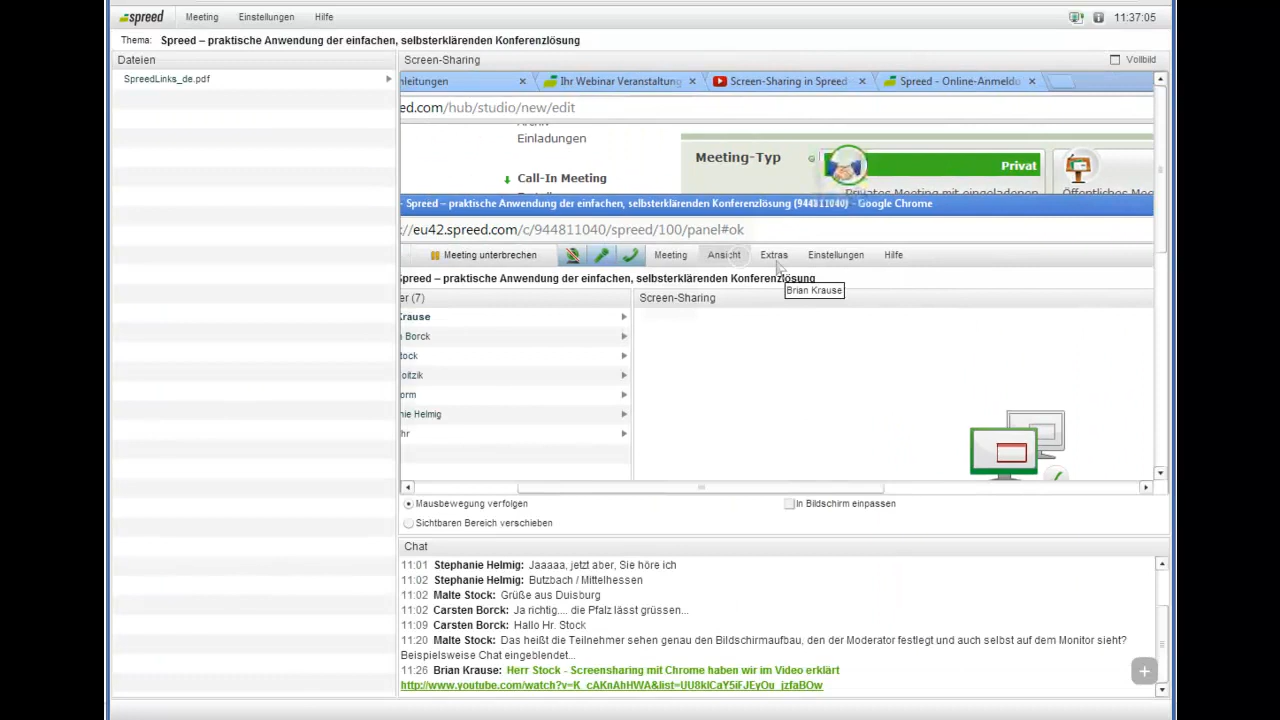 spreed Meeting Einstellungen Hilfe 11:37:05
Thema: Spreed – praktische Anwendung der einfachen, selbsterklärenden Konferenzlösung
Dateien
SpreedLinks_de.pdf
Screen-Sharing Vollbild
nleitungen Ihr Webinar Veranstaltung Screen-Sharing in Spreed Spreed - Online-Anmeldu
ed.com/hub/studio/new/edit
Einladungen
Meeting-Typ Privat
Call-In Meeting
Privates Meeting mit eingeladenen Öffentliches Mee
- Spreed – praktische Anwendung der einfachen, selbsterklärenden Konferenzlösung (944811040) - Google Chrome
://eu42.spreed.com/c/944811040/spreed/100/panel#ok
Meeting unterbrechen Meeting Ansicht Extras Einstellungen Hilfe
Spreed – praktische Anwendung der einfachen, selbsterklärenden Konferenzlösung
Brian Krause
er (7) Screen-Sharing
Krause
n Borck
tock
oitzik
orm
nie Helmig
hr
Mausbewegung verfolgen In Bildschirm einpassen
Sichtbaren Bereich verschieben
Chat
11:01 Stephanie Helmig: Jaaaaa, jetzt aber, Sie höre ich
11:02 Stephanie Helmig: Butzbach / Mittelhessen
11:02 Malte Stock: Grüße aus Duisburg
11:02 Carsten Borck: Ja richtig.... die Pfalz lässt grüssen...
11:09 Carsten Borck: Hallo Hr. Stock
11:20 Malte Stock: Das heißt die Teilnehmer sehen genau den Bildschirmaufbau, den der Moderator festlegt und auch selbst auf dem Monitor sieht?
Beispielsweise Chat eingeblendet...
11:26 Brian Krause: Herr Stock - Screensharing mit Chrome haben wir im Video erklärt
http://www.youtube.com/watch?v=K_cAKnAhHWA&list=UU8kICaY5iFJEyOu_jzfaBOw